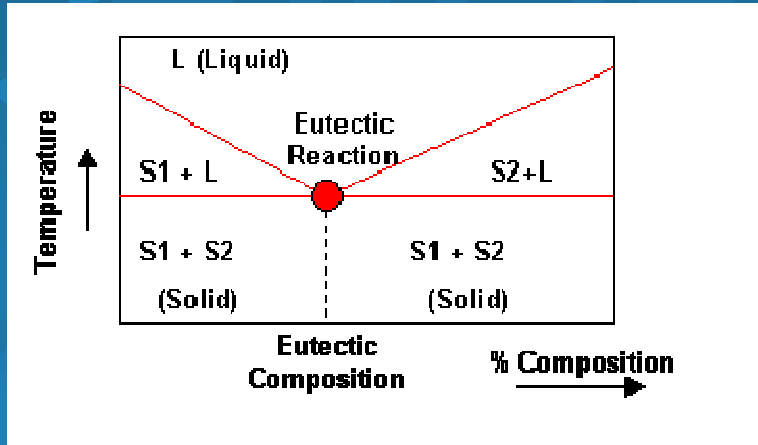 L (Liquid)
Eutectic
Reaction
S1 + L
S2+L
S1 + S2
(Solid)
S1 + S2
(Solid)
Temperature
Eutectic
Composition
% Composition